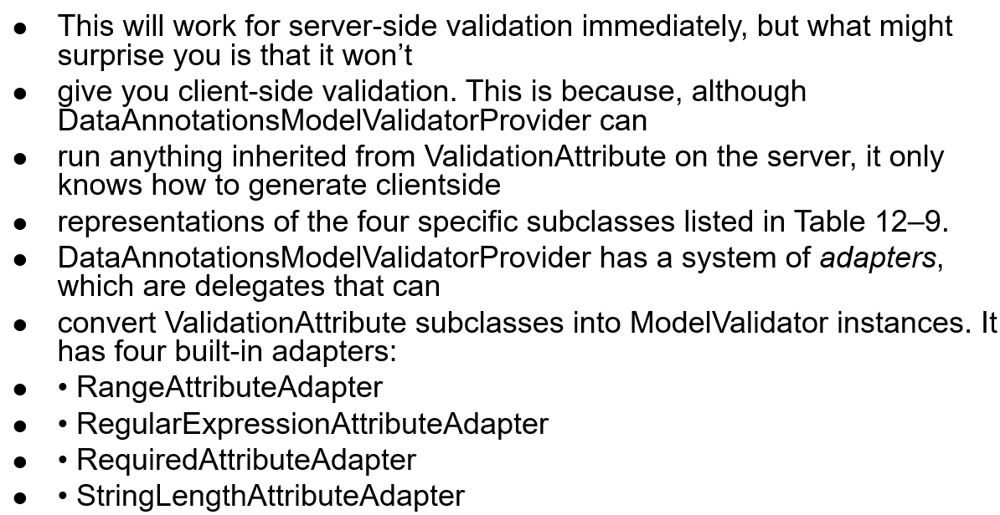 ● This will work for server-side validation immediately, but what might
surprise you is that it won’t
● give you client-side validation. This is because, although
DataAnnotationsModelValidatorProvider can
● run anything inherited from ValidationAttribute on the server, it only
knows how to generate clientside
● representations of the four specific subclasses listed in Table 12–9.
● DataAnnotationsModelValidatorProvider has a system of adapters,
which are delegates that can
● convert ValidationAttribute subclasses into ModelValidator instances. It
has four built-in adapters:
● • RangeAttributeAdapter
● • RegularExpressionAttributeAdapter
● • RequiredAttributeAdapter
● • StringLengthAttributeAdapter